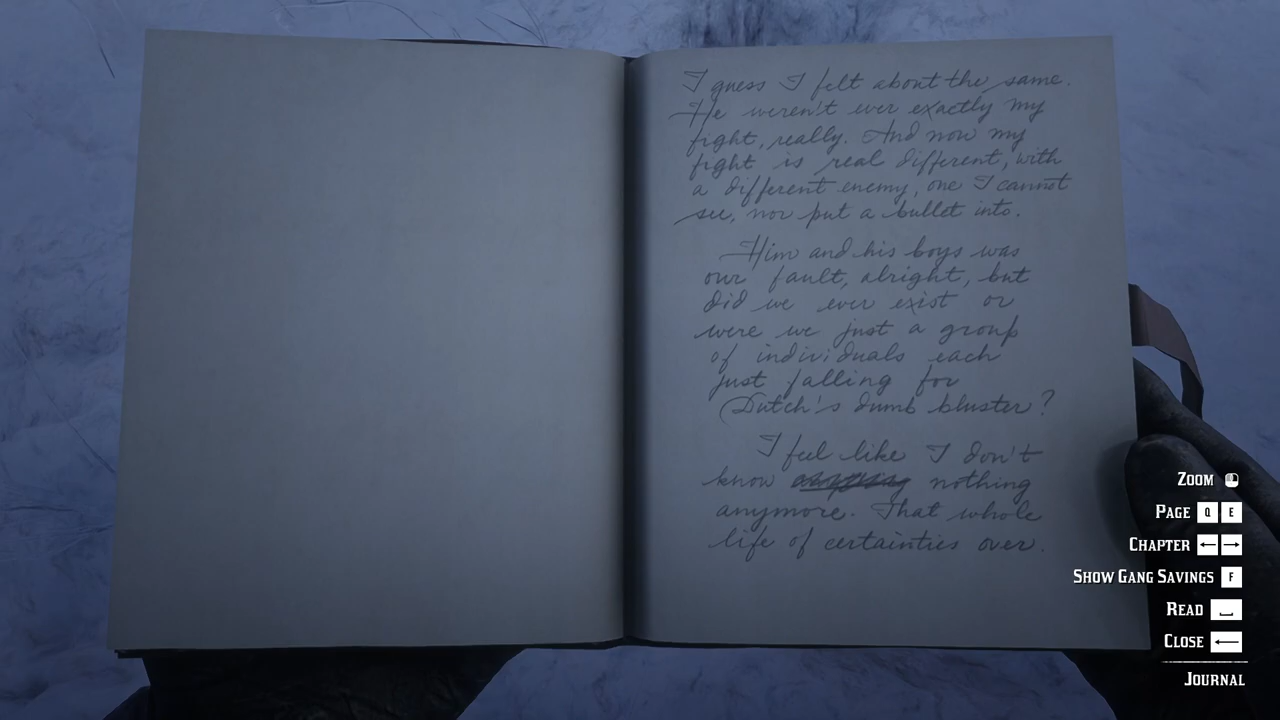 I guess I felt about the same.
He weren't ever exactly my
fight, really. And now my
fight is real different, with
a different enemy, one I cannot
see, nor put a bullet into.
Him and his boys was
our fault, alright, but
did we ever exist or
were we just a group
of individuals each
just falling for
Dutch's dumb bluster?
I feel like I don't
know nothing
anymore. That whole
life of certainties over.
Zoom
Page Q E
Chapter ← →
Show Gang Savings F
Read
Close ←
Journal